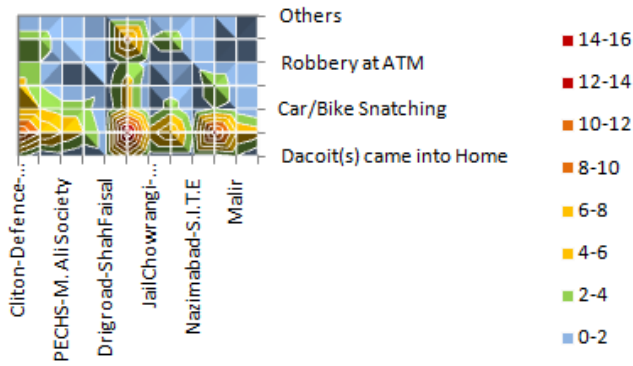 Others
Robbery at ATM
Car/Bike Snatching
Dacoit(s) came into Home
Cliton-Defence-...
PECHS-M. Ali Society
Drigroad-ShahFaisal
JailChowrangi-...
Nazimabad-S.I.T.E
Malir
14-16
12-14
10-12
8-10
6-8
4-6
2-4
0-2